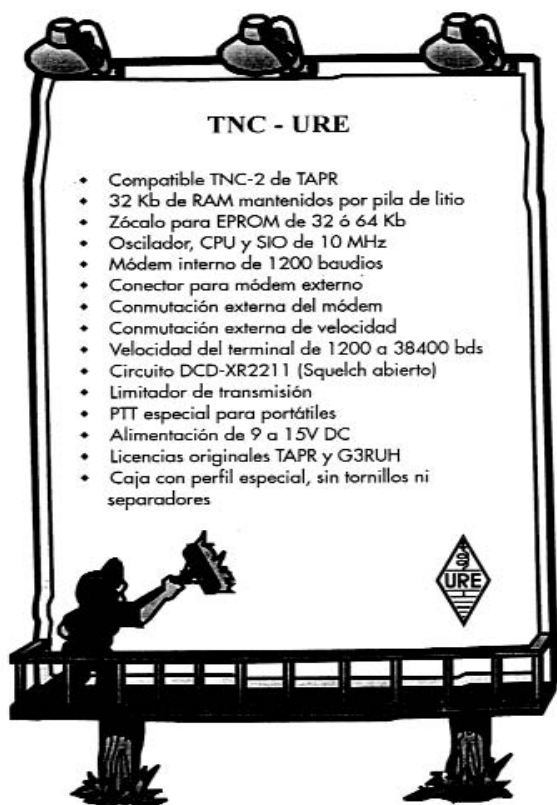 TNC - URE
Compatible TNC-2 de TAPR
32 Kb de RAM mantenidos por pila de litio
Zócalo para EPROM de 32 ó 64 Kb
Oscilador, CPU y SIO de 10 MHz
Módem interno de 1200 baudios
Conector para módem externo
Conmutación externa del módem
Conmutación externa de velocidad
Velocidad del terminal de 1200 a 38400 bds
Circuito DCD-XR2211 (Squelch abierto)
Limitador de transmisión
PTT especial para portátiles
Alimentación de 9 a 15V DC
Licencias originales TAPR y G3RUH
Caja con perfil especial, sin tornillos ni
separadores
URE